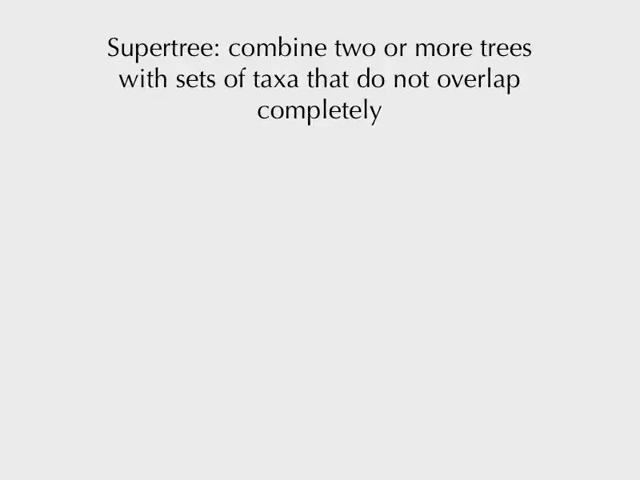 Supertree: combine two or more trees
with sets of taxa that do not overlap
completely